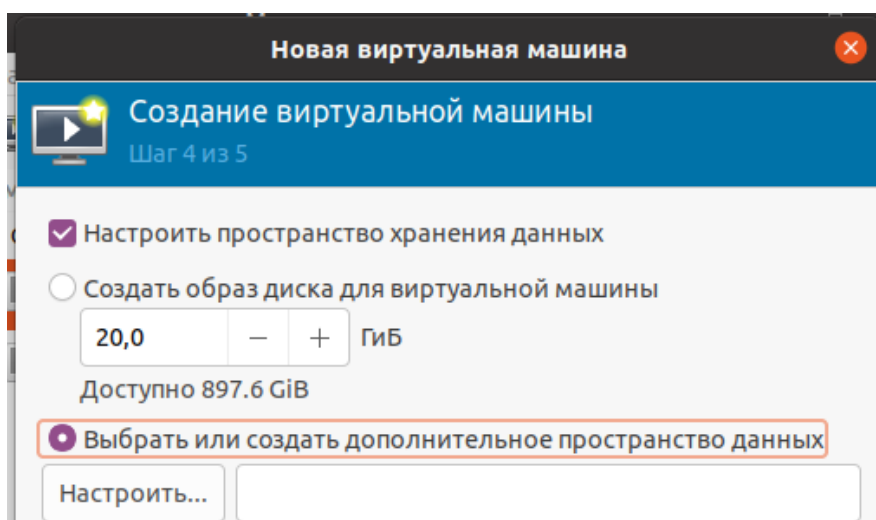 Новая виртуальная машина
Создание виртуальной машины
Шаг 4 из 5
Настроить пространство хранения данных
Создать образ диска для виртуальной машины
20,0 — + ГиБ
Доступно 897.6 GiB
Выбрать или создать дополнительное пространство данных
Настроить...